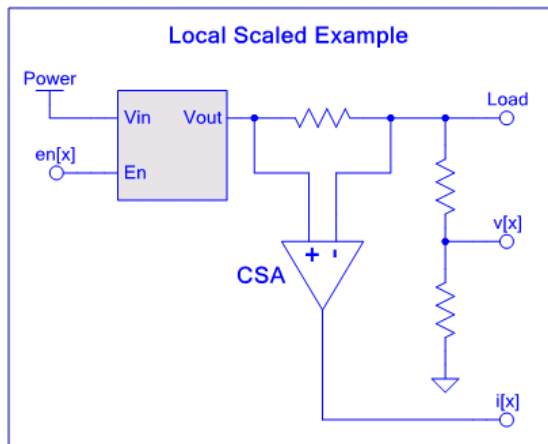 Local Scaled Example
Power
Vin
Vout
Load
en[x]
En
v[x]
+ -
CSA
i[x]